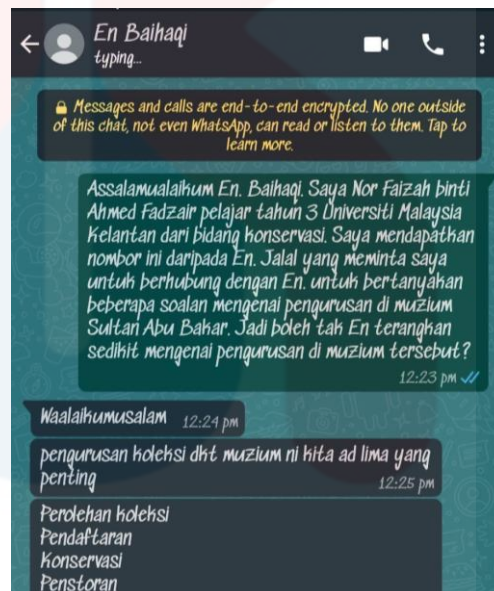 En Baihaqi
typing...
Messages and calls are end-to-end encrypted. No one outside
of this chat, not even WhatsApp, can read or listen to them. Tap to
learn more.
Assalamualaikum En. Baihaqi. Saya Nor Faizah binti
Ahmed Fadzair pelajar tahun 3 Universiti Malaysia
Kelantan dari bidang konservasi. Saya mendapatkan
nombor ini daripada En. Jalal yang meminta saya
untuk berhubung dengan En. untuk bertanyakan
beberapa soalan mengenai pengurusan di muzium
Sultan Abu Bakar. Jadi boleh tak En terangkan
sedikit mengenai pengurusan di muzium tersebut?
12:23 pm
Waalaikumusalam 12:24 pm
pengurusan koleksi dkt muzium ni kita ad lima yang
penting
12:25 pm
Perolehan koleksi
Pendaftaran
Konservasi
Penstoran